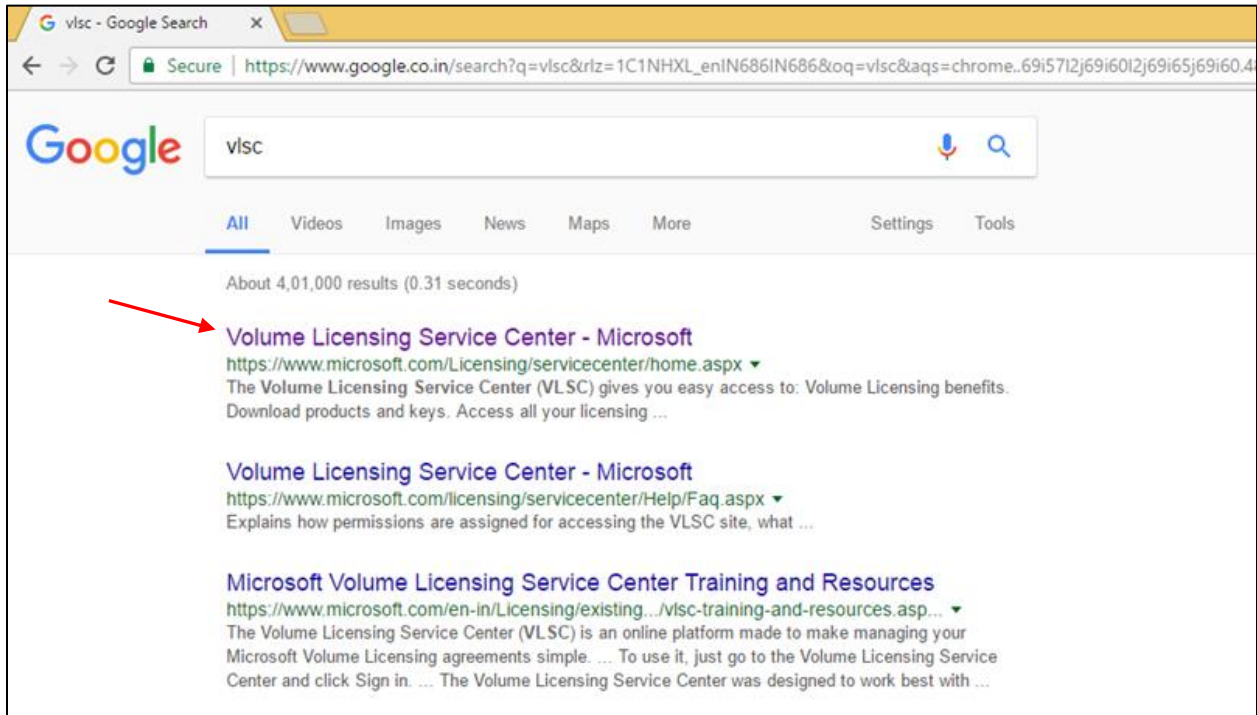 vlsc - Google Search
Secure | https://www.google.co.in/search?q=vlsc&rlz=1C1NHXL_enIN686IN686&oq=vlsc&aqs=chrome..69i57l2j69i60l2j69i65j69i60.48
Google
vlsc
All Videos Images News Maps More Settings Tools
About 4,01,000 results (0.31 seconds)
Volume Licensing Service Center - Microsoft
https://www.microsoft.com/Licensing/servicecenter/home.aspx
The Volume Licensing Service Center (VLSC) gives you easy access to: Volume Licensing benefits.
Download products and keys. Access all your licensing ...
Volume Licensing Service Center - Microsoft
https://www.microsoft.com/licensing/servicecenter/Help/Faq.aspx
Explains how permissions are assigned for accessing the VLSC site, what ...
Microsoft Volume Licensing Service Center Training and Resources
https://www.microsoft.com/en-in/Licensing/existing.../vlsc-training-and-resources.asp...
The Volume Licensing Service Center (VLSC) is an online platform made to make managing your
Microsoft Volume Licensing agreements simple. ... To use it, just go to the Volume Licensing Service
Center and click Sign in. ... The Volume Licensing Service Center was designed to work best with ...